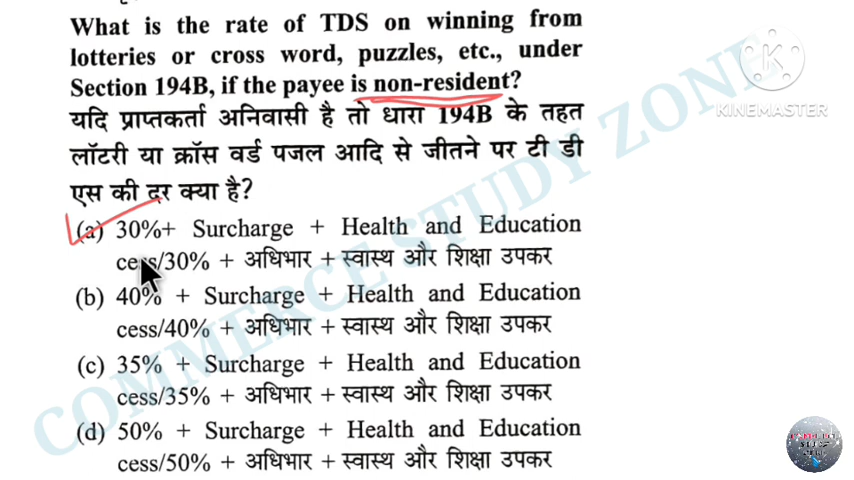 What is the rate of TDS on winning from
lotteries or cross word, puzzles, etc., under
Section 194B, if the payee is non-resident?
यदि प्राप्तकर्ता अनिवासी है तो धारा 194B के तहत
लॉटरी या क्रॉस वर्ड पजल आदि से जीतने पर टी डी
एस की दर क्या है?
(a) 30%+ Surcharge + Health and Education
cess/30% + अधिभार + स्वास्थ और शिक्षा उपकर
(b) 40% + Surcharge + Health and Education
cess/40% + अधिभार + स्वास्थ और शिक्षा उपकर
(c) 35% + Surcharge + Health and Education
cess/35% + अधिभार + स्वास्थ और शिक्षा उपकर
(d) 50% + Surcharge + Health and Education
cess/50% + अधिभार + स्वास्थ और शिक्षा उपकर
COMMERCE STUDY ZONE
KINEMASTER